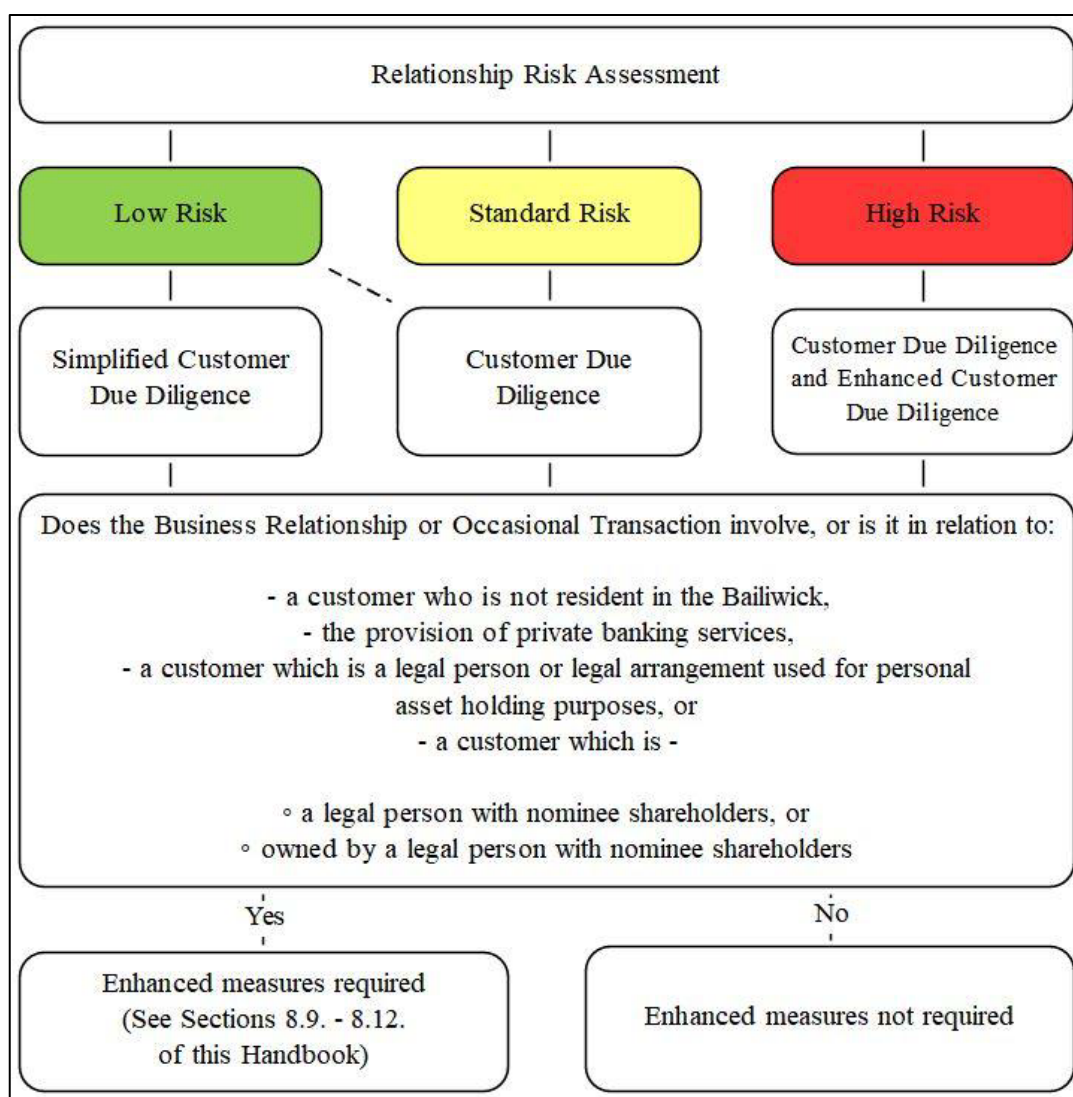 Relationship Risk Assessment
Low Risk
Standard Risk
High Risk
Simplified Customer
Due Diligence
Customer Due
Diligence
Customer Due Diligence
and Enhanced Customer
Due Diligence
Does the Business Relationship or Occasional Transaction involve, or is it in relation to:
- a customer who is not resident in the Bailiwick,
- the provision of private banking services,
- a customer which is a legal person or legal arrangement used for personal
asset holding purposes, or
- a customer which is -
◦ a legal person with nominee shareholders, or
◦ owned by a legal person with nominee shareholders
Yes
No
Enhanced measures required
(See Sections 8.9. - 8.12.
of this Handbook)
Enhanced measures not required